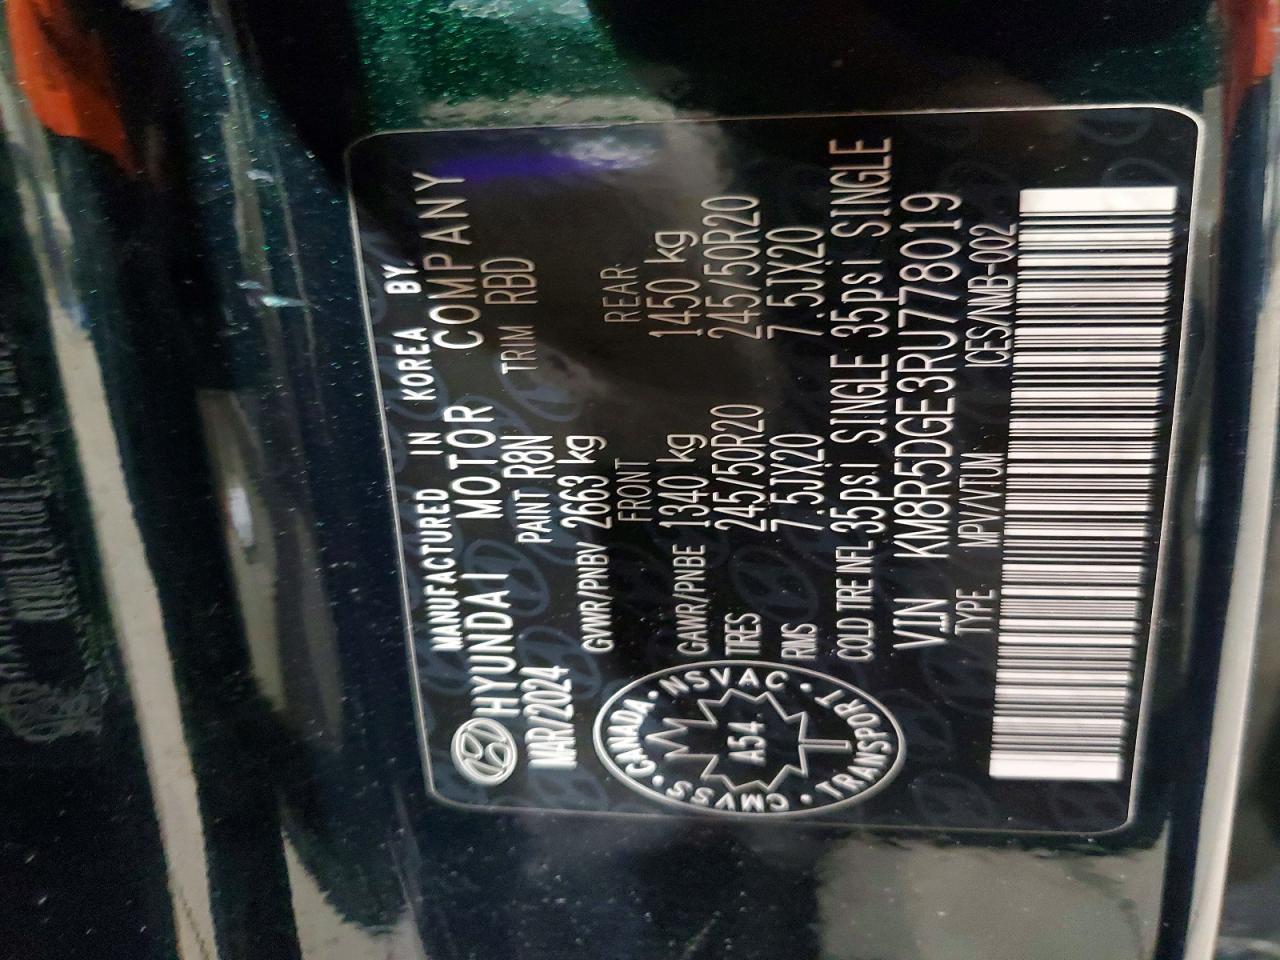 MANUFACTURED IN KOREA BY
HYUNDAI MOTOR COMPANY
MAR/2024 PAINT R8N TRIM RBD
GVWR/PNBV 2663 kg
FRONT REAR
GAWR/PNBE 1340 kg 1450 kg
TIRES 245/50R20 245/50R20
RIMS 7.5JX20 7.5JX20
COLD TIRE INFL 35psi SINGLE 35psi SINGLE
VIN KM8R5DGE3RU778019
TYPE MPV/VTUM ICES/NMB-002
CANADA · NSVAC · TRANSPORT · CMVSS
A54